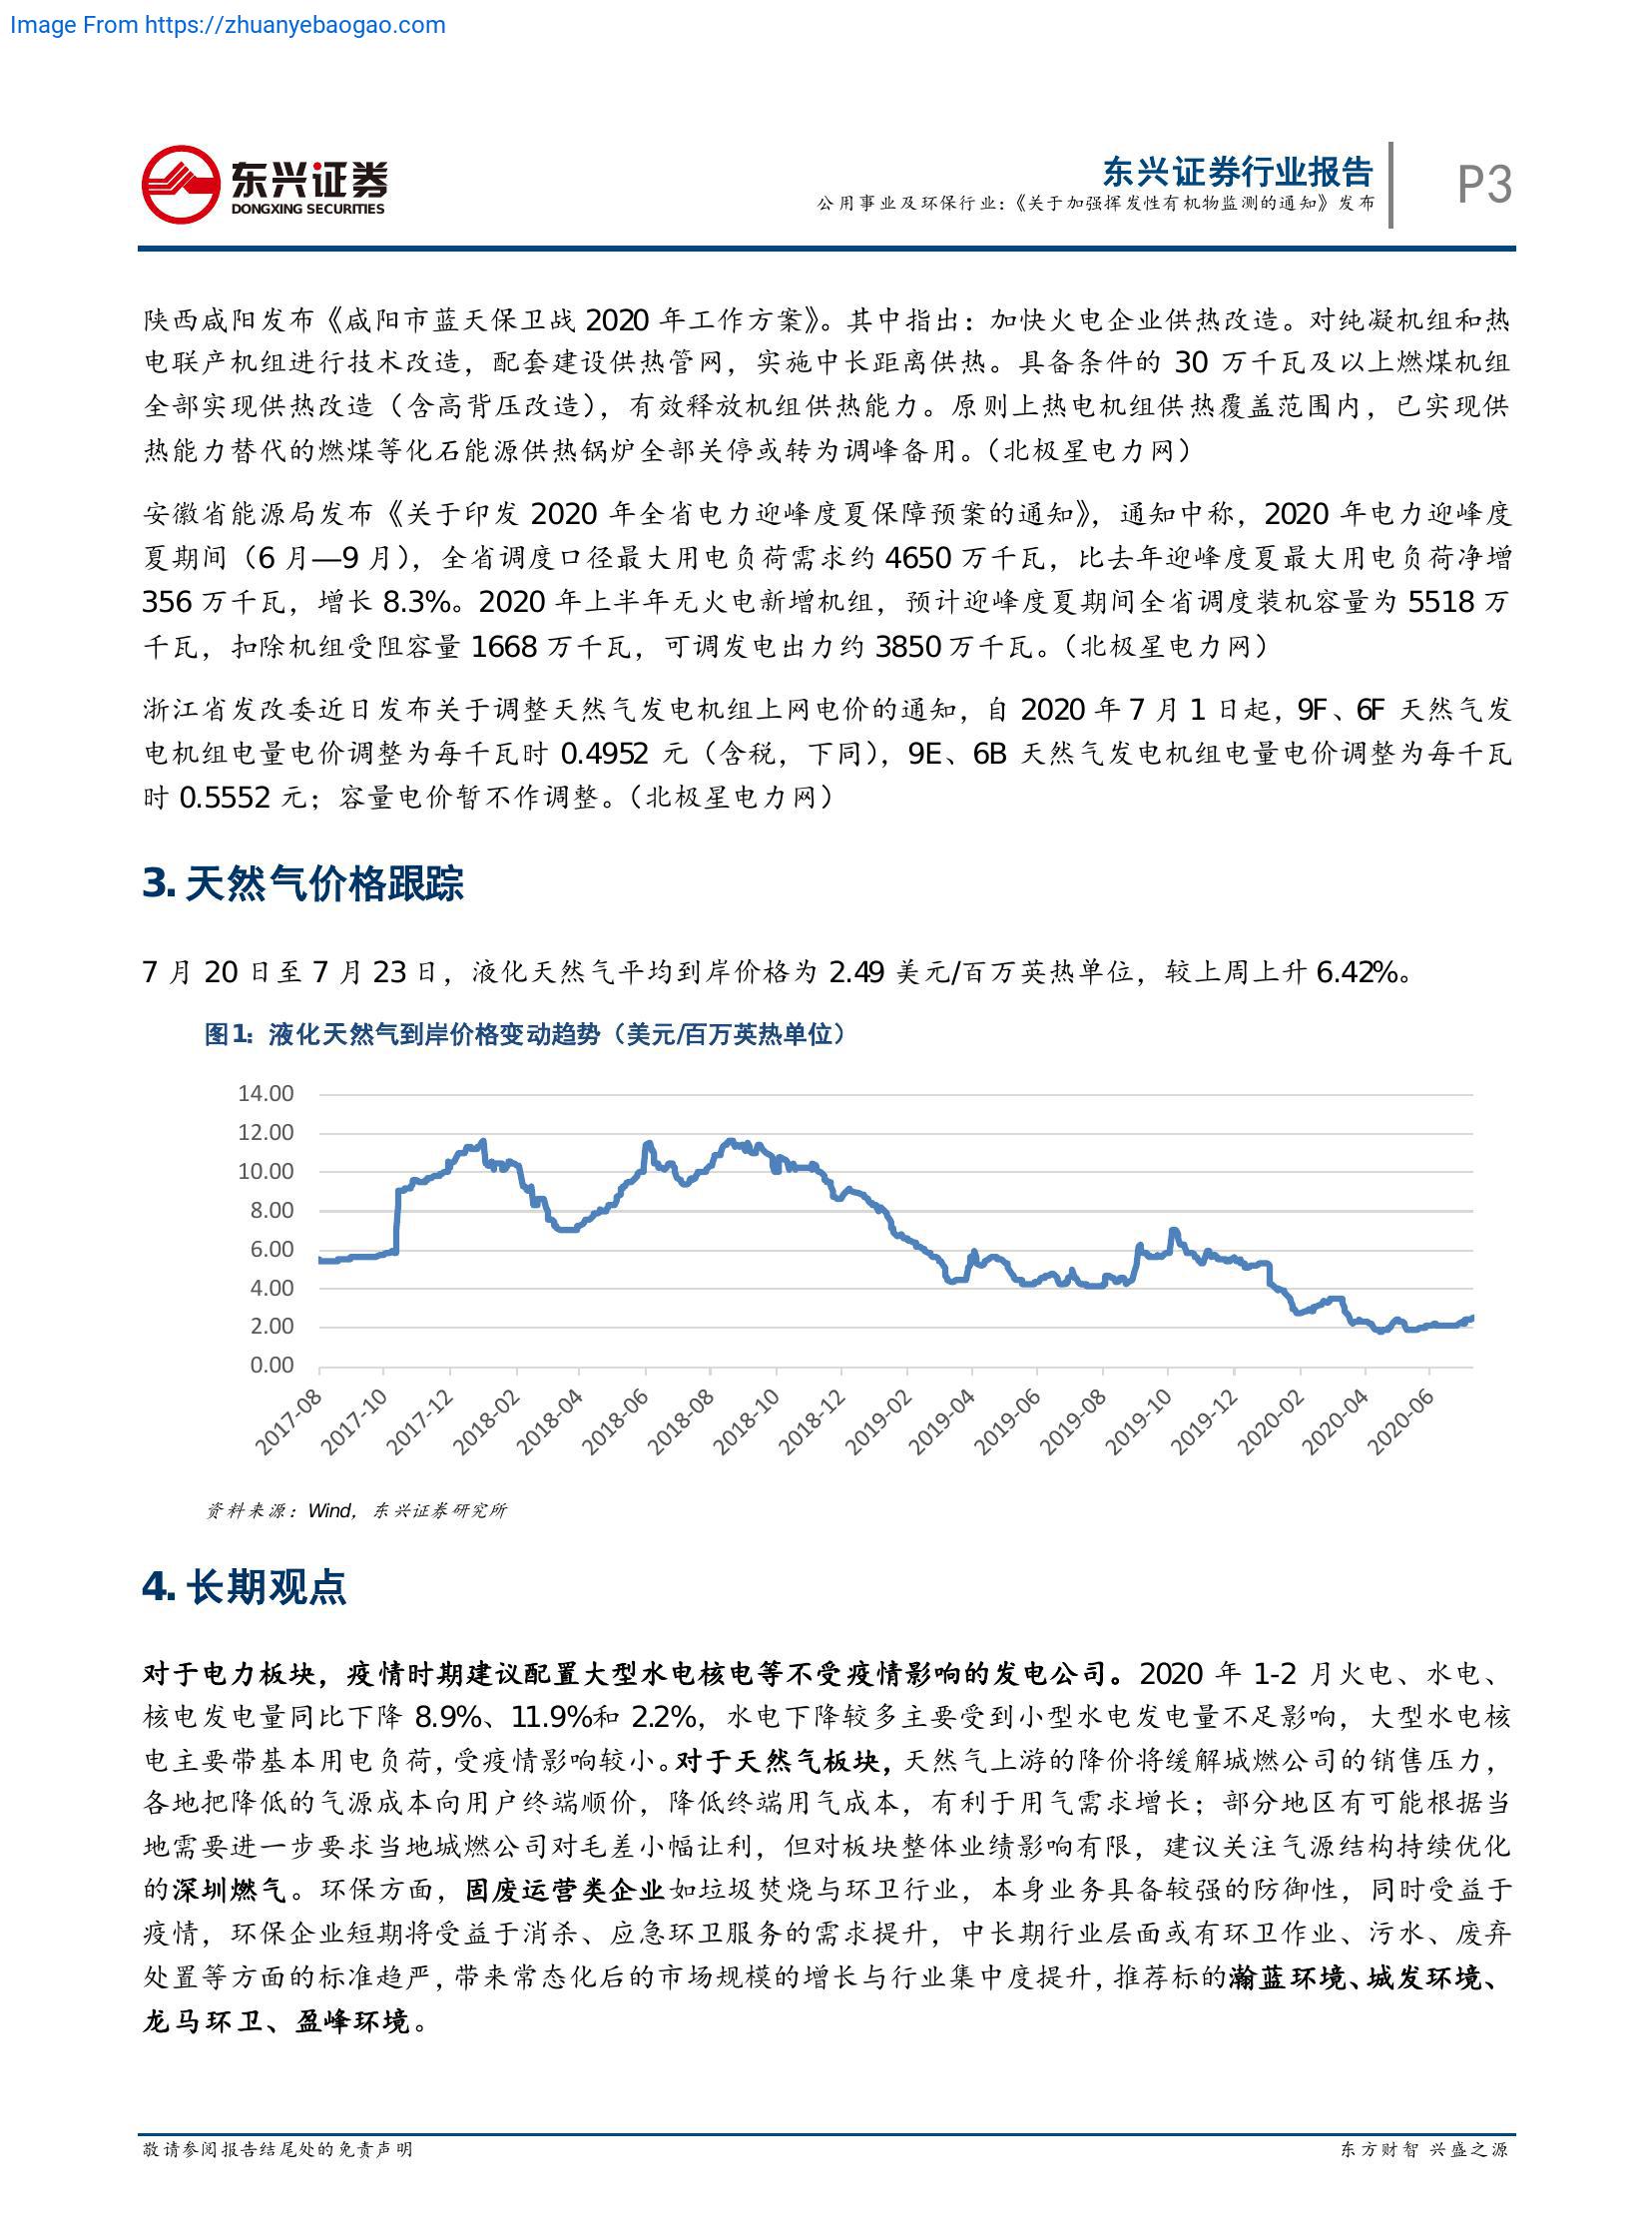 Image From https://zhuanyebaogao.com
东兴证券
DONGXING SECURITIES
东兴证券行业报告
公用事业及环保行业：《关于加强挥发性有机物监测的通知》发布
P3
陕西咸阳发布《咸阳市蓝天保卫战 2020 年工作方案》。其中指出：加快火电企业供热改造。对纯凝机组和热
电联产机组进行技术改造，配套建设供热管网，实施中长距离供热。具备条件的 30 万千瓦及以上燃煤机组
全部实现供热改造（含高背压改造），有效释放机组供热能力。原则上热电机组供热覆盖范围内，已实现供
热能力替代的燃煤等化石能源供热锅炉全部关停或转为调峰备用。（北极星电力网）
安徽省能源局发布《关于印发 2020 年全省电力迎峰度夏保障预案的通知》，通知中称，2020 年电力迎峰度
夏期间（6 月—9 月），全省调度口径最大用电负荷需求约 4650 万千瓦，比去年迎峰度夏最大用电负荷净增
356 万千瓦，增长 8.3%。2020 年上半年无火电新增机组，预计迎峰度夏期间全省调度装机容量为 5518 万
千瓦，扣除机组受阻容量 1668 万千瓦，可调发电出力约 3850 万千瓦。（北极星电力网）
浙江省发改委近日发布关于调整天然气发电机组上网电价的通知，自 2020 年 7 月 1 日起，9F、6F 天然气发
电机组电量电价调整为每千瓦时 0.4952 元（含税，下同），9E、6B 天然气发电机组电量电价调整为每千瓦
时 0.5552 元；容量电价暂不作调整。（北极星电力网）
3. 天然气价格跟踪
7 月 20 日至 7 月 23 日，液化天然气平均到岸价格为 2.49 美元/百万英热单位，较上周上升 6.42%。
图1: 液化天然气到岸价格变动趋势（美元/百万英热单位）
14.00
12.00
10.00
8.00
6.00
4.00
2.00
0.00
2017-08
2017-10
2017-12
2018-02
2018-04
2018-06
2018-08
2018-10
2018-12
2019-02
2019-04
2019-06
2019-08
2019-10
2019-12
2020-02
2020-04
2020-06
资料来源：Wind，东兴证券研究所
4. 长期观点
对于电力板块，疫情时期建议配置大型水电核电等不受疫情影响的发电公司。2020 年 1-2 月火电、水电、
核电发电量同比下降 8.9%、11.9%和 2.2%，水电下降较多主要受到小型水电发电量不足影响，大型水电核
电主要带基本用电负荷，受疫情影响较小。对于天然气板块，天然气上游的降价将缓解城燃公司的销售压力，
各地把降低的气源成本向用户终端顺价，降低终端用气成本，有利于用气需求增长；部分地区有可能根据当
地需要进一步要求当地城燃公司对毛差小幅让利，但对板块整体业绩影响有限，建议关注气源结构持续优化
的深圳燃气。环保方面，固废运营类企业如垃圾焚烧与环卫行业，本身业务具备较强的防御性，同时受益于
疫情，环保企业短期将受益于消杀、应急环卫服务的需求提升，中长期行业层面或有环卫作业、污水、废弃
处置等方面的标准趋严，带来常态化后的市场规模的增长与行业集中度提升，推荐标的瀚蓝环境、城发环境、
龙马环卫、盈峰环境。
敬请参阅报告结尾处的免责声明
东方财智 兴盛之源